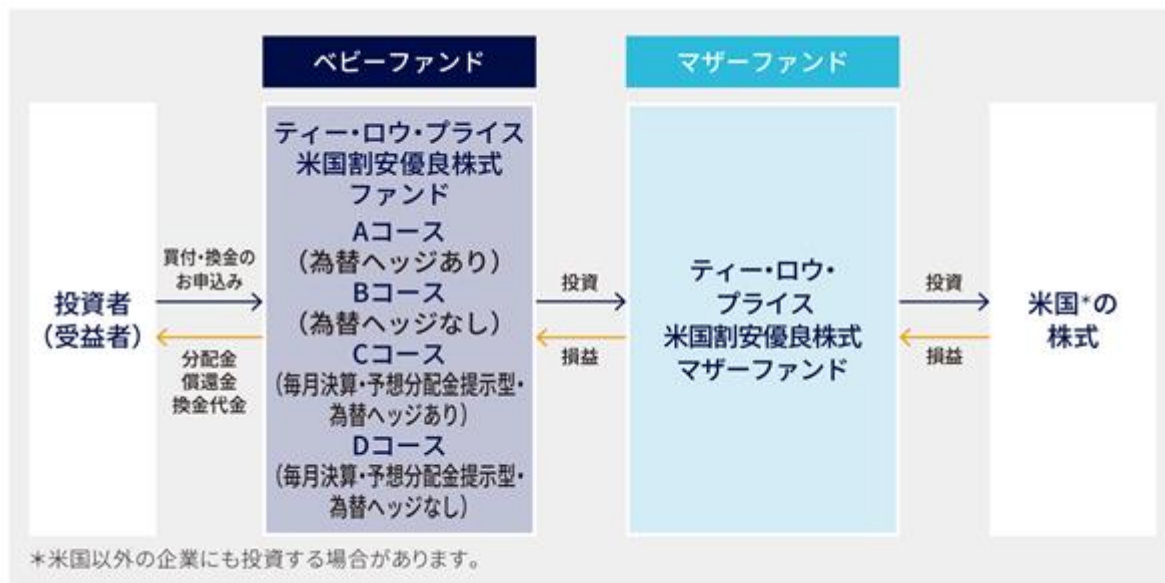 ベビーファンド
マザーファンド
投資者
（受益者）
買付・換金の
お申込み
分配金
償還金
換金代金
ティー・ロウ・プライス
米国割安優良株式
ファンド
Aコース
（為替ヘッジあり）
Bコース
（為替ヘッジなし）
Cコース
（毎月決算・予想分配金提示型・
為替ヘッジあり）
Dコース
（毎月決算・予想分配金提示型・
為替ヘッジなし）
投資
損益
ティー・ロウ・
プライス
米国割安優良株式
マザーファンド
投資
損益
米国*の
株式
＊米国以外の企業にも投資する場合があります。